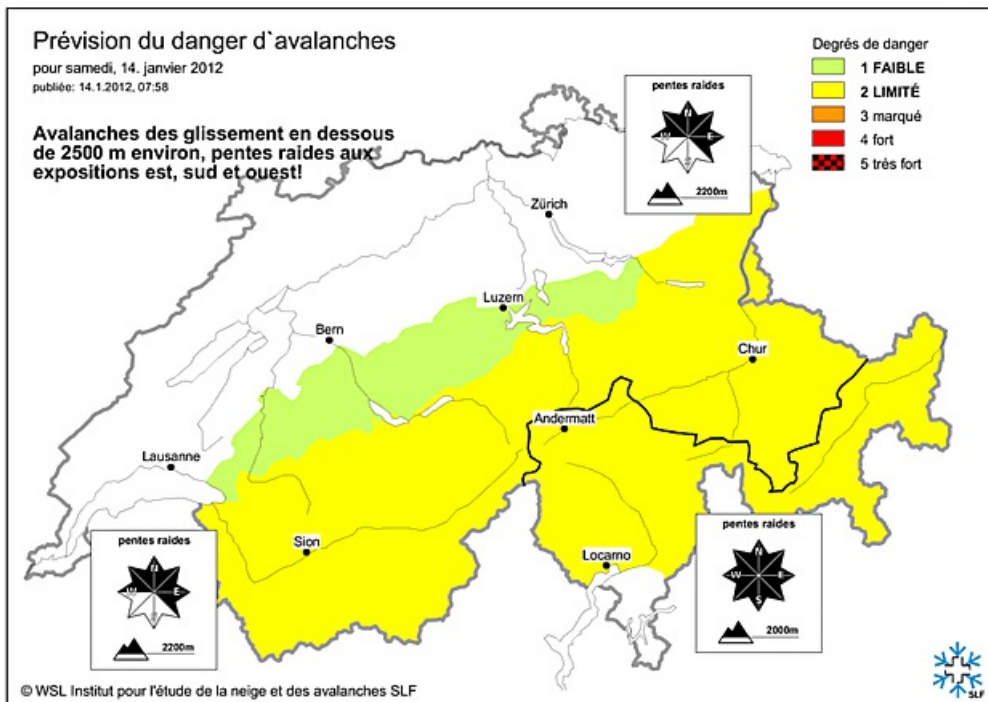 Prévision du danger d`avalanches
pour samedi, 14. janvier 2012
publiée: 14.1.2012, 07:58
Avalanches des glissement en dessous
de 2500 m environ, pentes raides aux
expositions est, sud et ouest!
Degrés de danger
1 FAIBLE
2 LIMITÉ
3 marqué
4 fort
5 très fort
pentes raides
N
W E
S
2200m
Zürich
Luzern
Bern
Chur
Andermatt
Lausanne
Sion
Locarno
pentes raides
N
W E
S
2200m
pentes raides
N
W E
S
2000m
© WSL Institut pour l'étude de la neige et des avalanches SLF
SLF